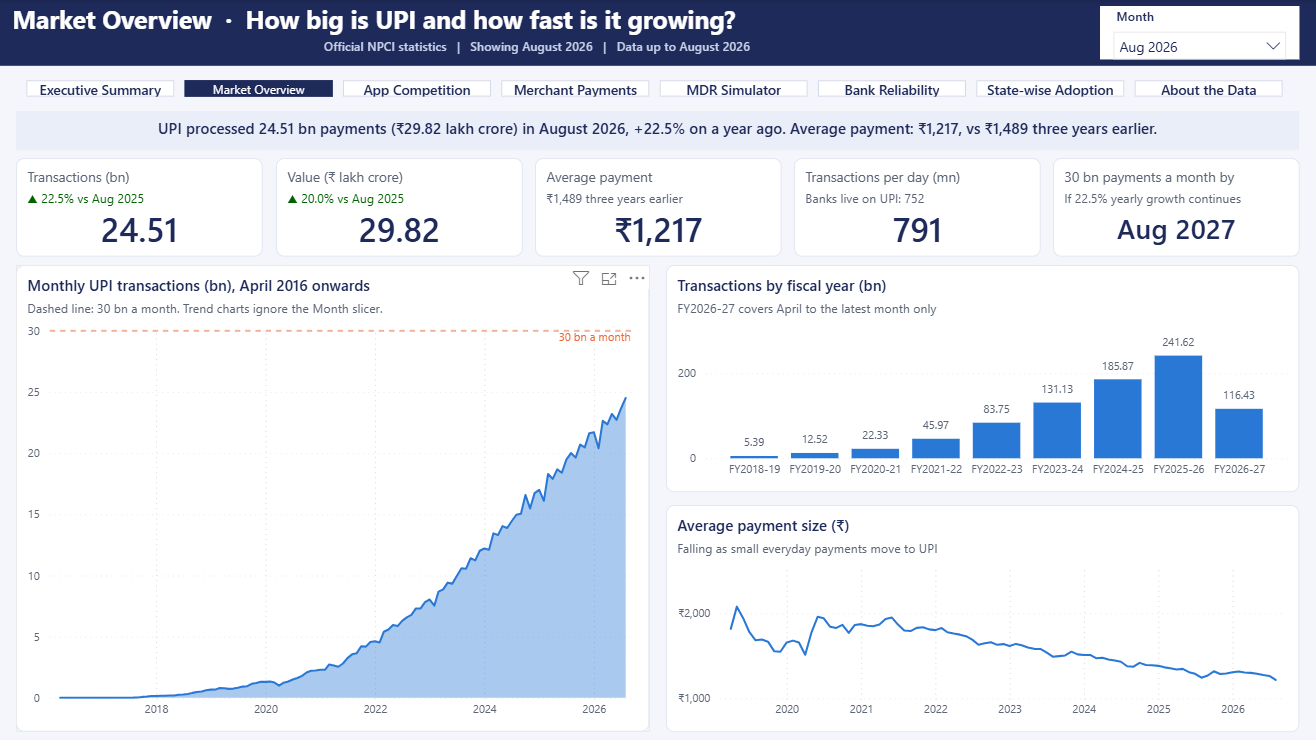 Market Overview · How big is UPI and how fast is it growing?
Official NPCI statistics | Showing August 2026 | Data up to August 2026
Month
Aug 2026
Executive Summary
Market Overview
App Competition
Merchant Payments
MDR Simulator
Bank Reliability
State-wise Adoption
About the Data
UPI processed 24.51 bn payments (₹29.82 lakh crore) in August 2026, +22.5% on a year ago. Average payment: ₹1,217, vs ₹1,489 three years earlier.
Transactions (bn)
▲ 22.5% vs Aug 2025
24.51
Value (₹ lakh crore)
▲ 20.0% vs Aug 2025
29.82
Average payment
₹1,489 three years earlier
₹1,217
Transactions per day (mn)
Banks live on UPI: 752
791
30 bn payments a month by
If 22.5% yearly growth continues
Aug 2027
Monthly UPI transactions (bn), April 2016 onwards
Dashed line: 30 bn a month. Trend charts ignore the Month slicer.
30
30 bn a month
25
20
15
10
5
0
2018 2020 2022 2024 2026
Transactions by fiscal year (bn)
FY2026-27 covers April to the latest month only
200
0
5.39 12.52 22.33 45.97 83.75 131.13 185.87 241.62 116.43
FY2018-19 FY2019-20 FY2020-21 FY2021-22 FY2022-23 FY2023-24 FY2024-25 FY2025-26 FY2026-27
Average payment size (₹)
Falling as small everyday payments move to UPI
₹2,000
₹1,000
2020 2021 2022 2023 2024 2025 2026